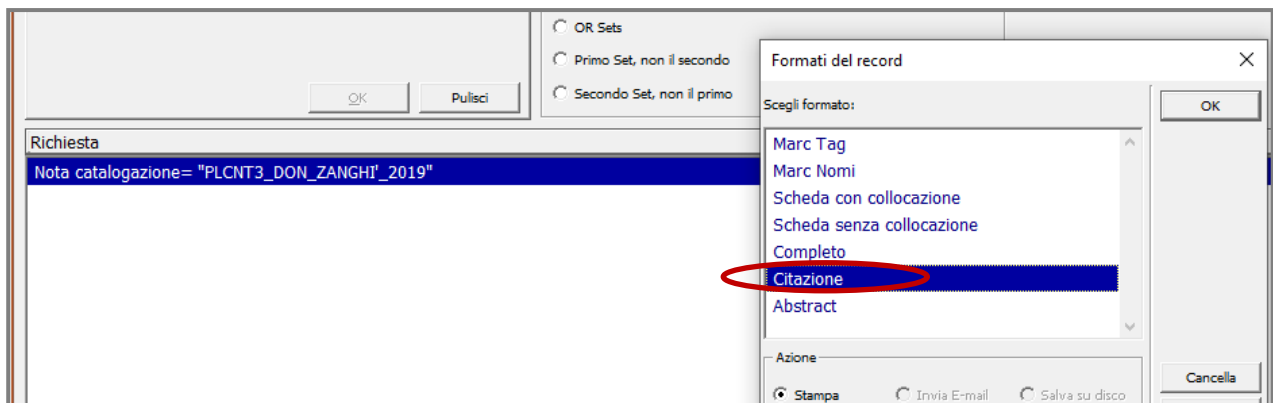 OR Sets
Primo Set, non il secondo
Secondo Set, non il primo
OK
Pulisci
Richiesta
Nota catalogazione= "PLCNT3_DON_ZANGHI'_2019"
Formati del record
Scegli formato:
OK
Marc Tag
Marc Nomi
Scheda con collocazione
Scheda senza collocazione
Completo
Citazione
Abstract
Azione
Cancella
Stampa
Invia E-mail
Salva su disco